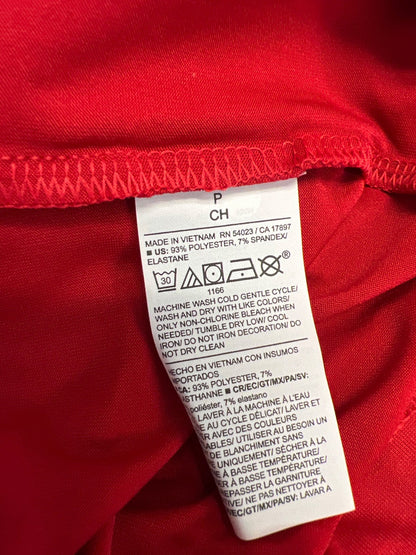 P
CH
MADE IN VIETNAM RN 54023 / CA 17697
■ US: 93% POLYESTER, 7% SPANDEX/
ELASTANE
30
1166
MACHINE WASH COLD GENTLE CYCLE/
WASH AND DRY WITH LIKE COLORS/
ONLY NON-CHLORINE BLEACH WHEN
NEEDED/ TUMBLE DRY LOW/ COOL
IRON/ DO NOT IRON DECORATION/ DO
NOT DRY CLEAN
HECHO EN VIETNAM CON INSUMOS
IMPORTADOS
CA: 93% POLYESTER, 7%
■ CR/EC/GT/MX/PA/SV:
poliéster, 7% elastano
LAVER À LA MACHINE À L'EAU
AU CYCLE DÉLICAT/ LAVER ET
UTILISER AU BESOIN UN
DE BLANCHIMENT SANS
UNIQUEMENT/ SÉCHER À LA
À BASSE TEMPÉRATURE/
À BASSE TEMPÉRATURE/
REPASSER LA GARNITURE
NE PAS NETTOYER À
CR/EC/GT/MX/PA/SV: LAVAR A